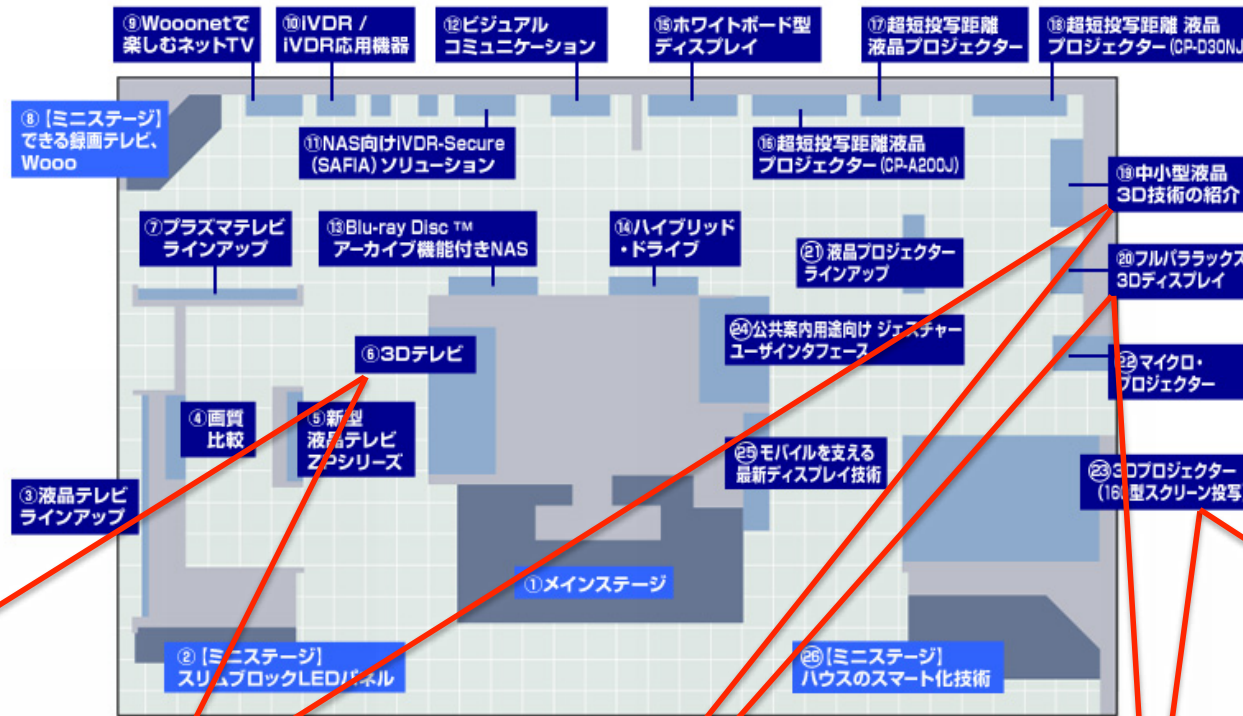 ⑨Wooonetで
楽しむネットTV
⑩iVDR /
iVDR応用機器
⑫ビジュアル
コミュニケーション
⑮ホワイトボード型
ディスプレイ
⑰超短投写距離
液晶プロジェクター
⑱超短投写距離 液晶
プロジェクター(CP-D30NJ
⑧【ミニステージ】
できる録画テレビ、
Wooo
⑪NAS向けiVDR-Secure
(SAFIA)ソリューション
⑯超短投写距離液晶
プロジェクター(CP-A200J)
⑲中小型液晶
3D技術の紹介
⑦プラズマテレビ
ラインアップ
⑬Blu-ray Disc ™
アーカイブ機能付きNAS
⑭ハイブリッド
・ドライブ
㉑液晶プロジェクター
ラインアップ
⑳フルパララックス
3Dディスプレイ
㉔公共案内用途向け ジェスチャー
ユーザインタフェース
⑥3Dテレビ
㉒マイクロ・
プロジェクター
④画質
比較
⑤新型
液晶テレビ
ZPシリーズ
㉕モバイルを支える
最新ディスプレイ技術
㉓3Dプロジェクター
(160型スクリーン投写)
③液晶テレビ
ラインアップ
①メインステージ
②【ミニステージ】
スリムブロックLEDパネル
㉖【ミニステージ】
ハウスのスマート化技術